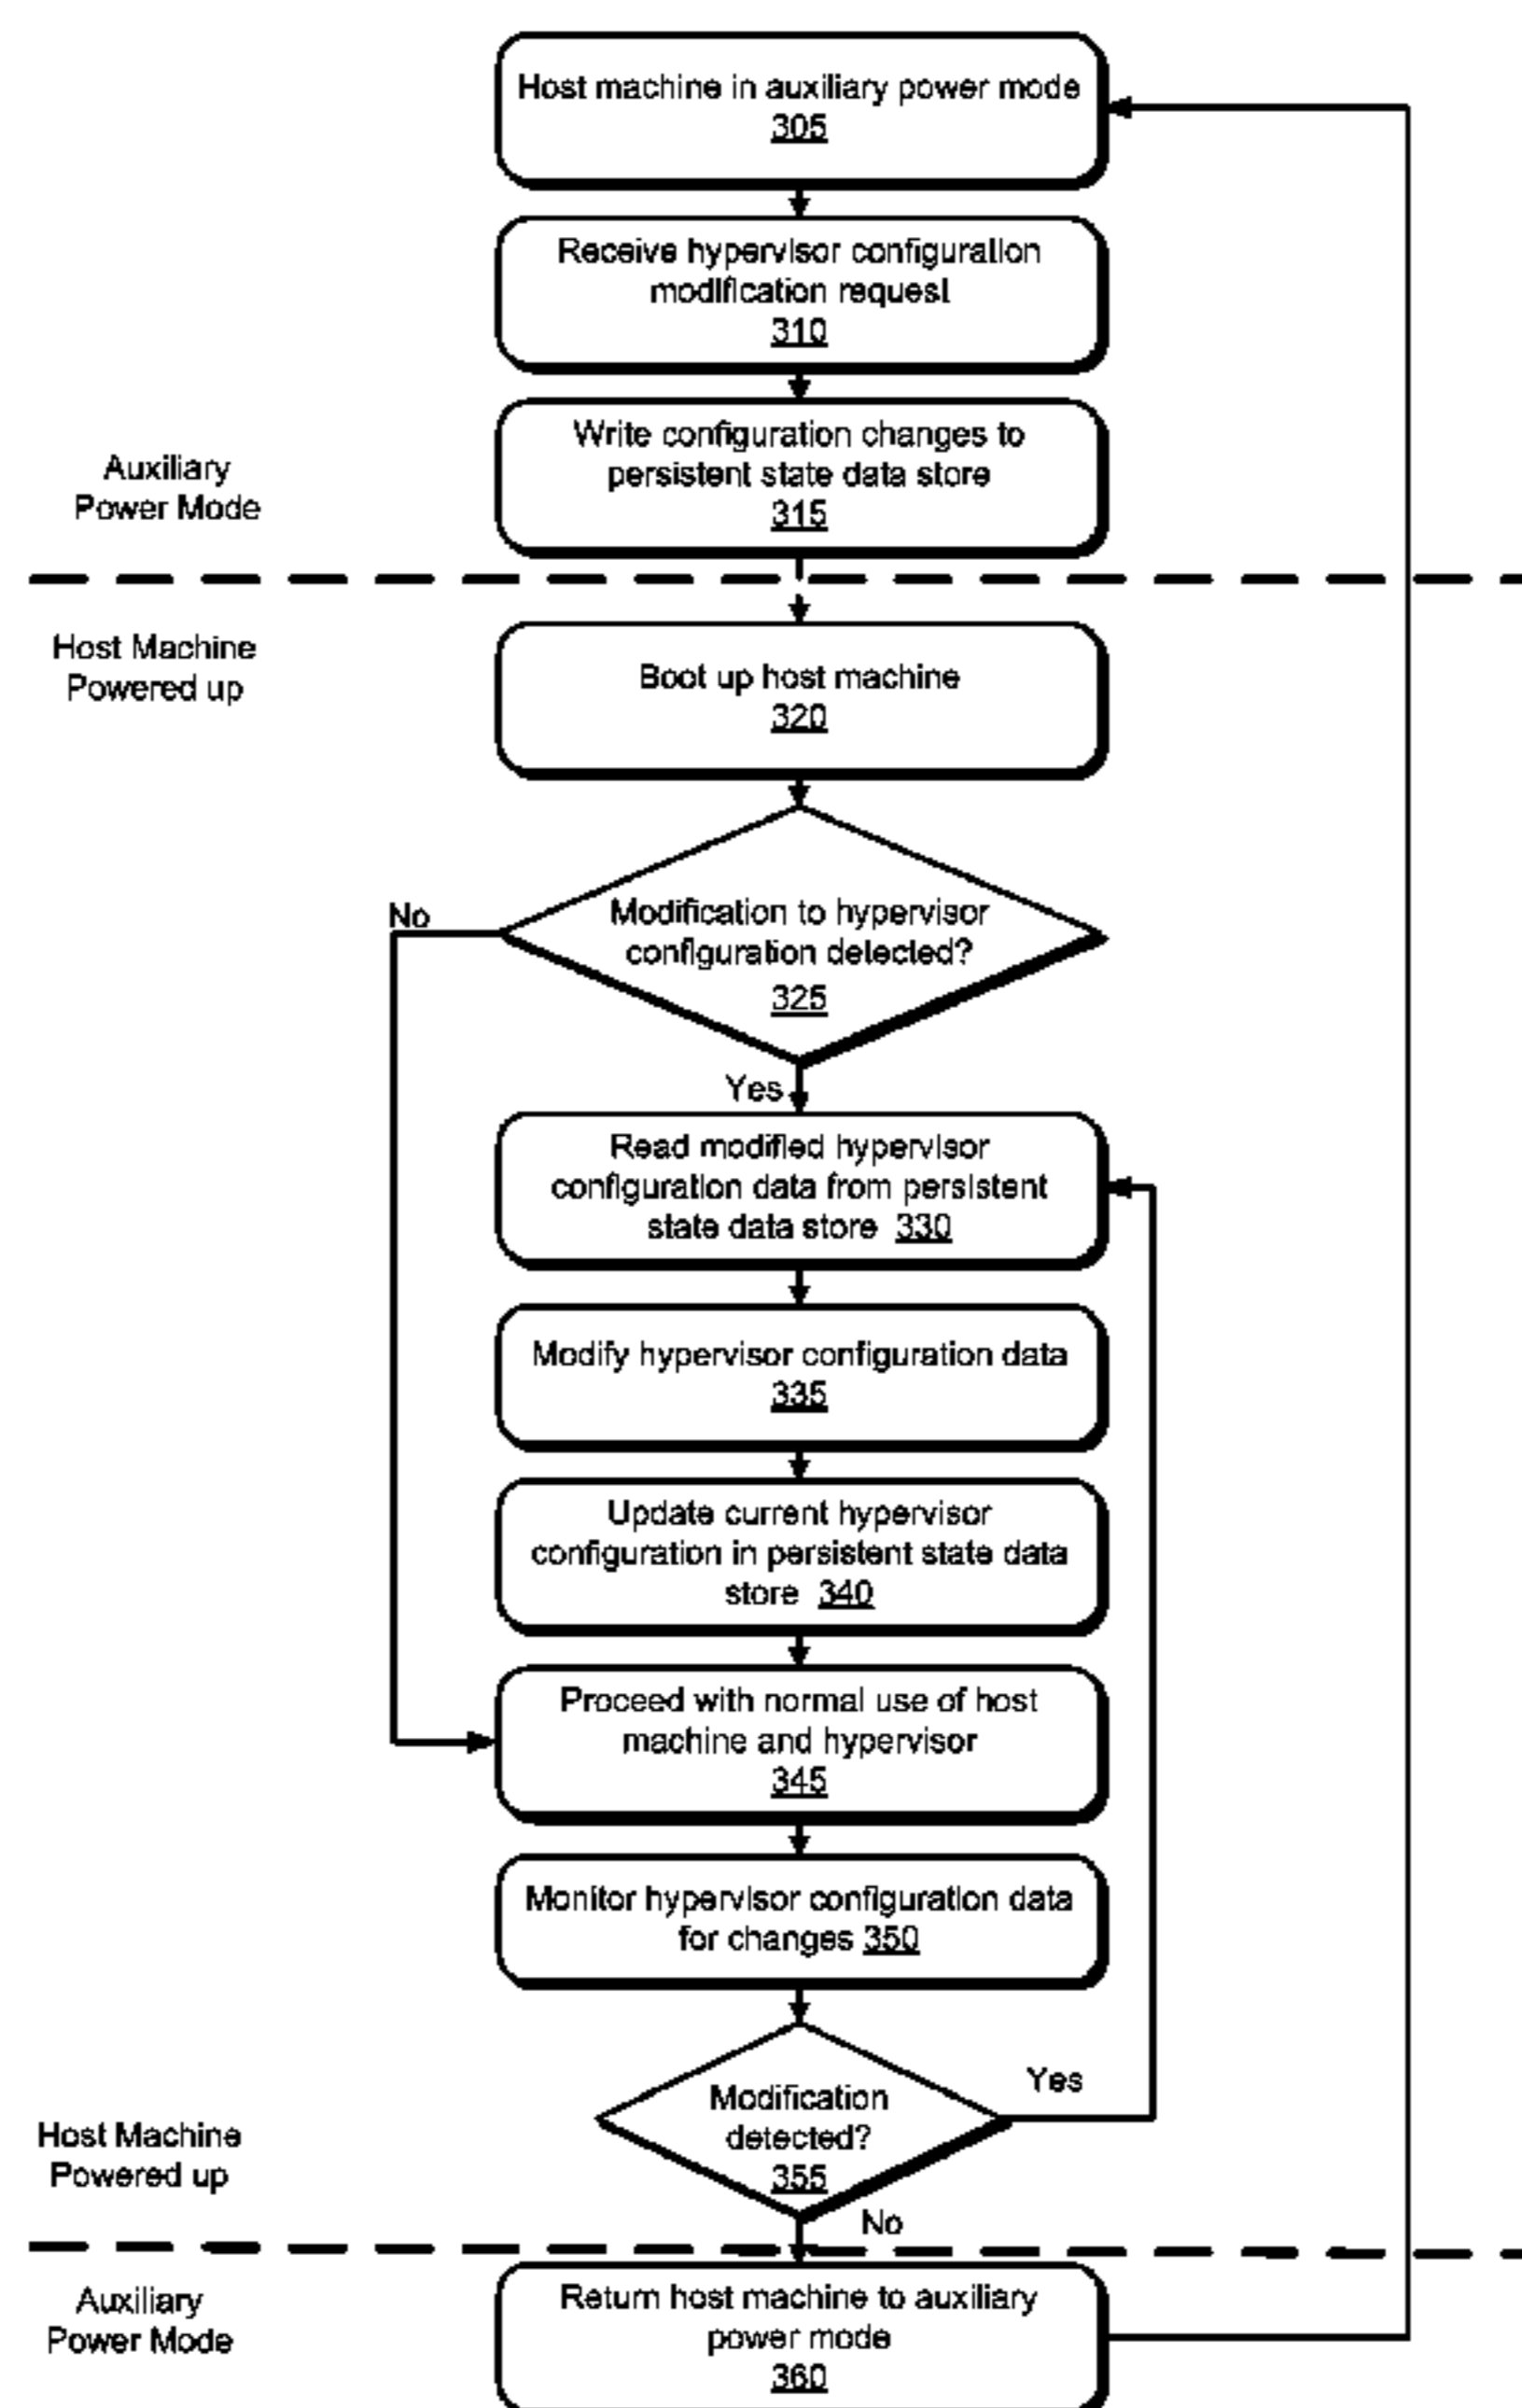 Host machine in auxiliary power mode
305
Receive hypervisor configuration
modification request
310
Write configuration changes to
persistent state data store
315
Auxiliary
Power Mode
Host Machine
Powered up
Boot up host machine
320
Modification to hypervisor
configuration detected?
325
No
Yes
Read modified hypervisor
configuration data from persistent
state data store 330
Modify hypervisor configuration data
335
Update current hypervisor
configuration in persistent state data
store 340
Proceed with normal use of host
machine and hypervisor
345
Monitor hypervisor configuration data
for changes 350
Modification
detected?
355
Yes
No
Host Machine
Powered up
Auxiliary
Power Mode
Return host machine to auxiliary
power mode
360